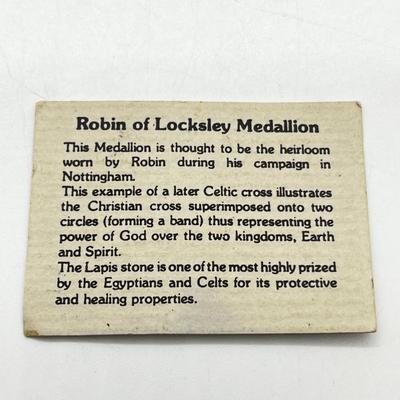 Robin of Locksley Medallion
This Medallion is thought to be the heirloom
worn by Robin during his campaign in
Nottingham.
This example of a later Celtic cross illustrates
the Christian cross superimposed onto two
circles (forming a band) thus representing the
power of God over the two kingdoms, Earth
and Spirit.
The Lapis stone is one of the most highly prized
by the Egyptians and Celts for its protective
and healing properties.